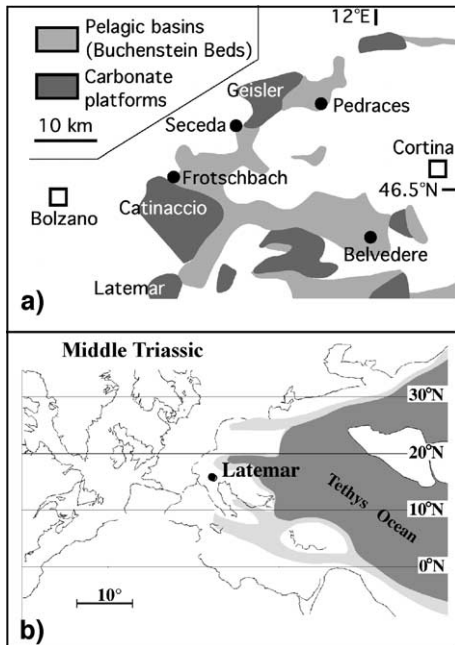 12°E
Pelagic basins
(Buchenstein Beds)
Carbonate
platforms
10 km
Geisler
Pedraces
Seceda
Cortina
Frotschbach
46.5°N
Bolzano
Catinaccio
Belvedere
Latemar
a)
Middle Triassic
30°N
20°N
Latemar
Tethys Ocean
10°N
0°N
10°
b)